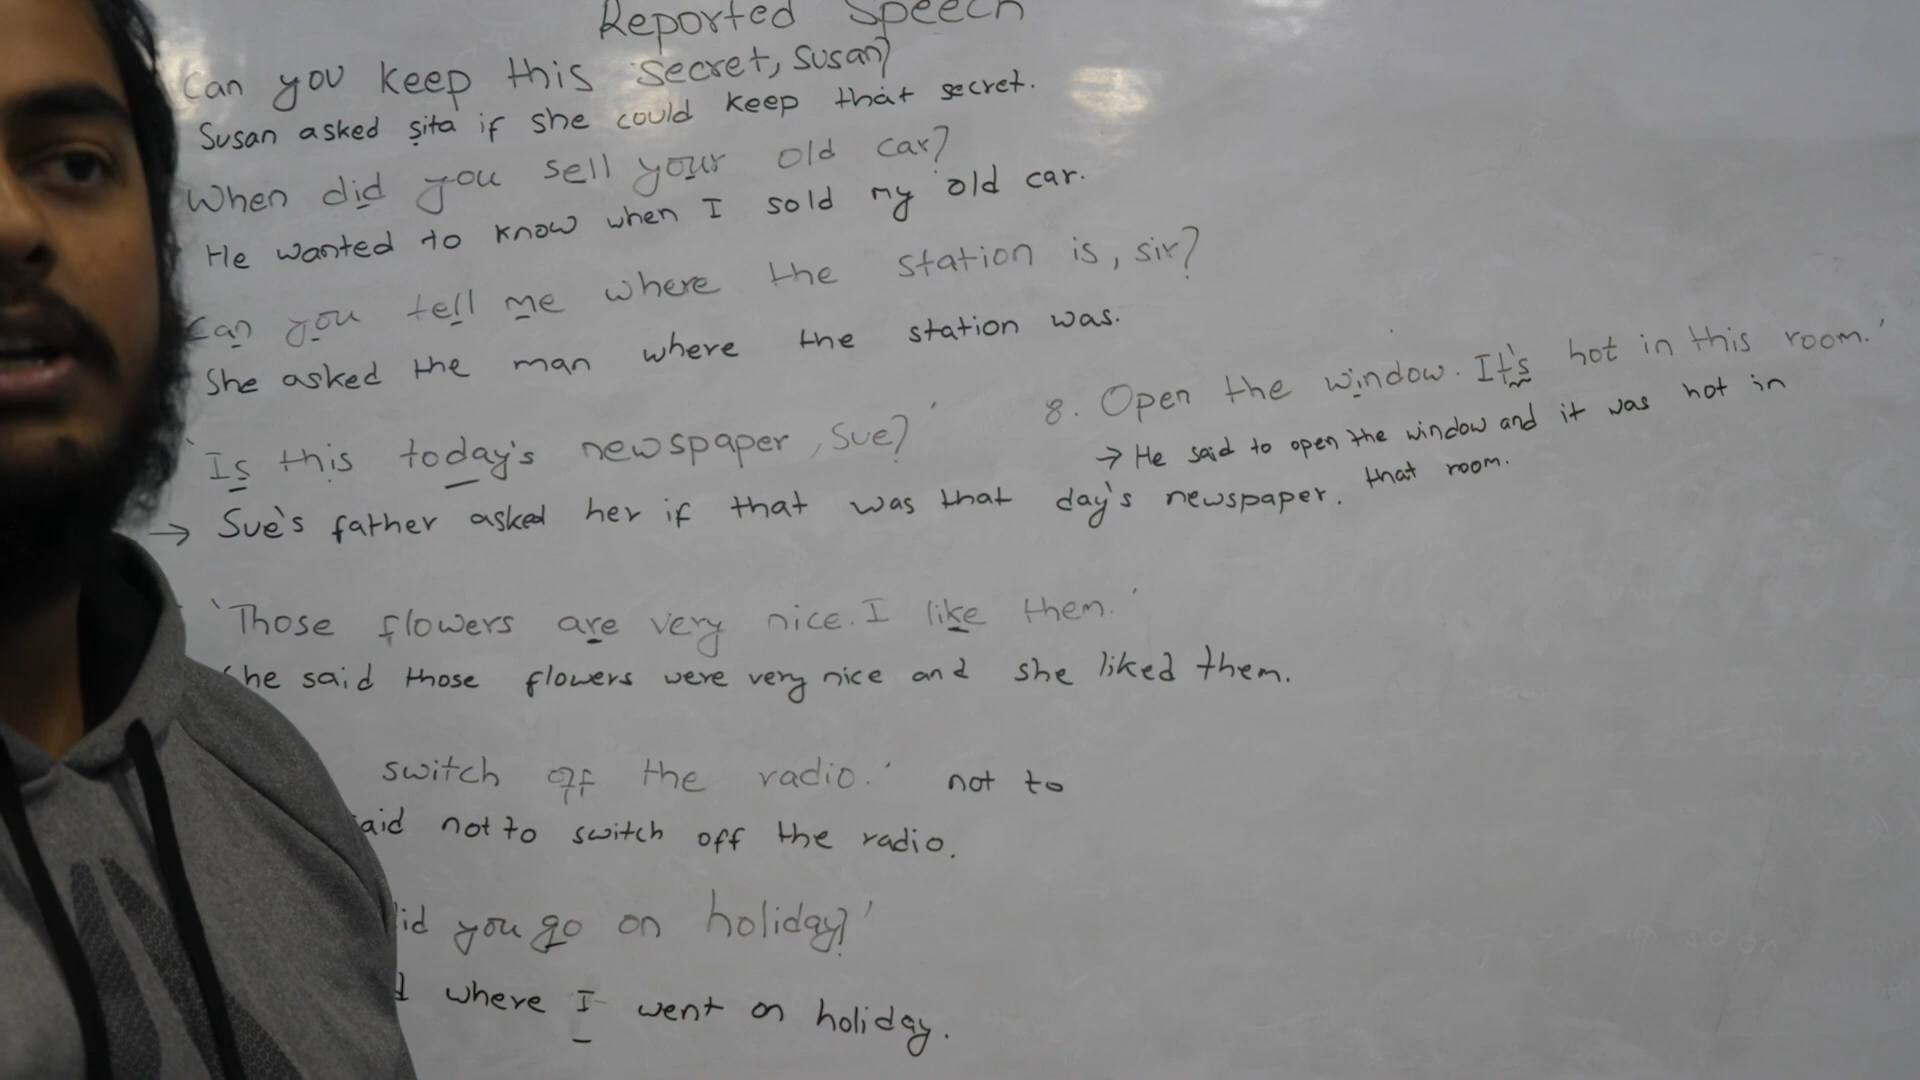 Reported Speech
Can you keep this secret, Susan?
Susan asked sita if she could keep that secret.
When did you sell your old car?
He wanted to know when I sold my old car.
Can you tell me where the station is, sir?
She asked the man where the station was.
'Is this today's newspaper, Sue?'
→ Sue's father asked her if that was that day's newspaper.
8. Open the window. It's hot in this room.'
→ He said to open the window and it was hot in
that room.
'Those flowers are very nice. I like them.'
he said those flowers were very nice and she liked them.
switch off the radio.' not to
aid not to switch off the radio.
id you go on holiday?'
d where I went on holiday.